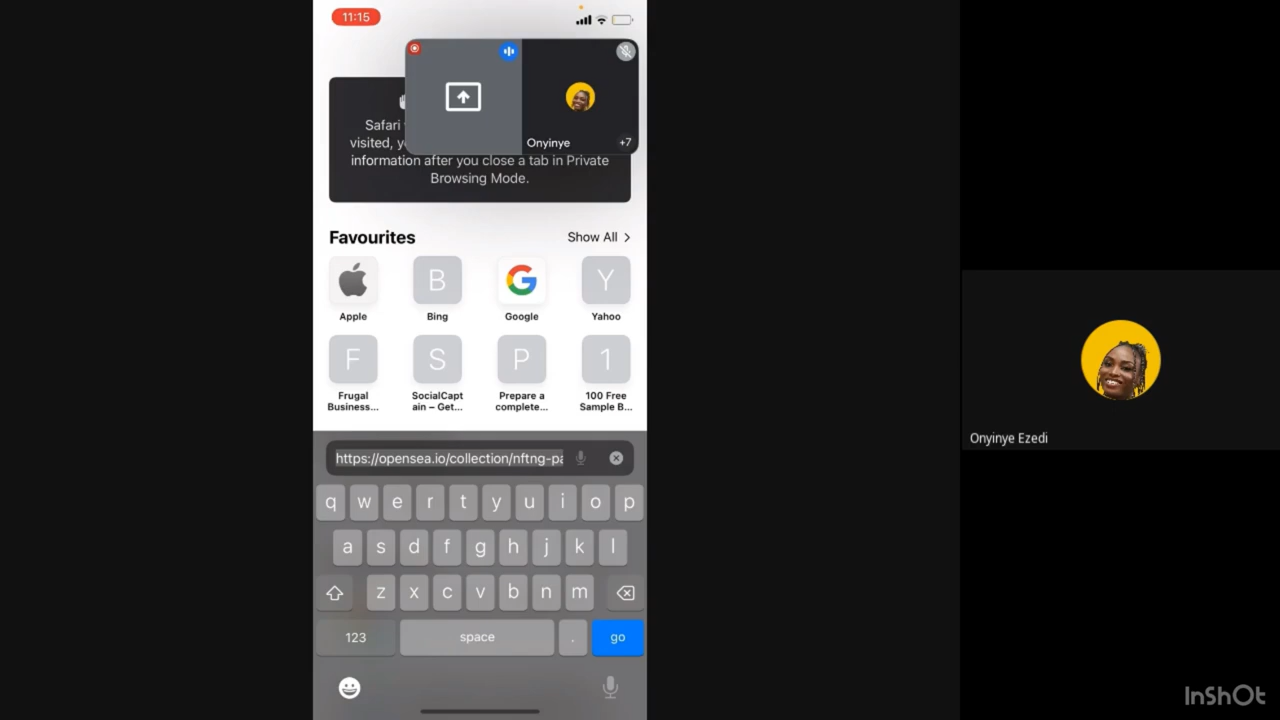 11:15
Onyinye
+7
Safari
visited, y
information after you close a tab in Private
Browsing Mode.
Favourites
Show All
B
Y
Apple
Bing
Google
Yahoo
F
S
P
1
Frugal
Business...
SocialCapt
ain – Get...
Prepare a
complete...
100 Free
Sample B...
https://opensea.io/collection/nftng-pa
q w e r t y u i o p
a s d f g h j k l
z x c v b n m
123
space
.
go
Onyinye Ezedi
InShOt